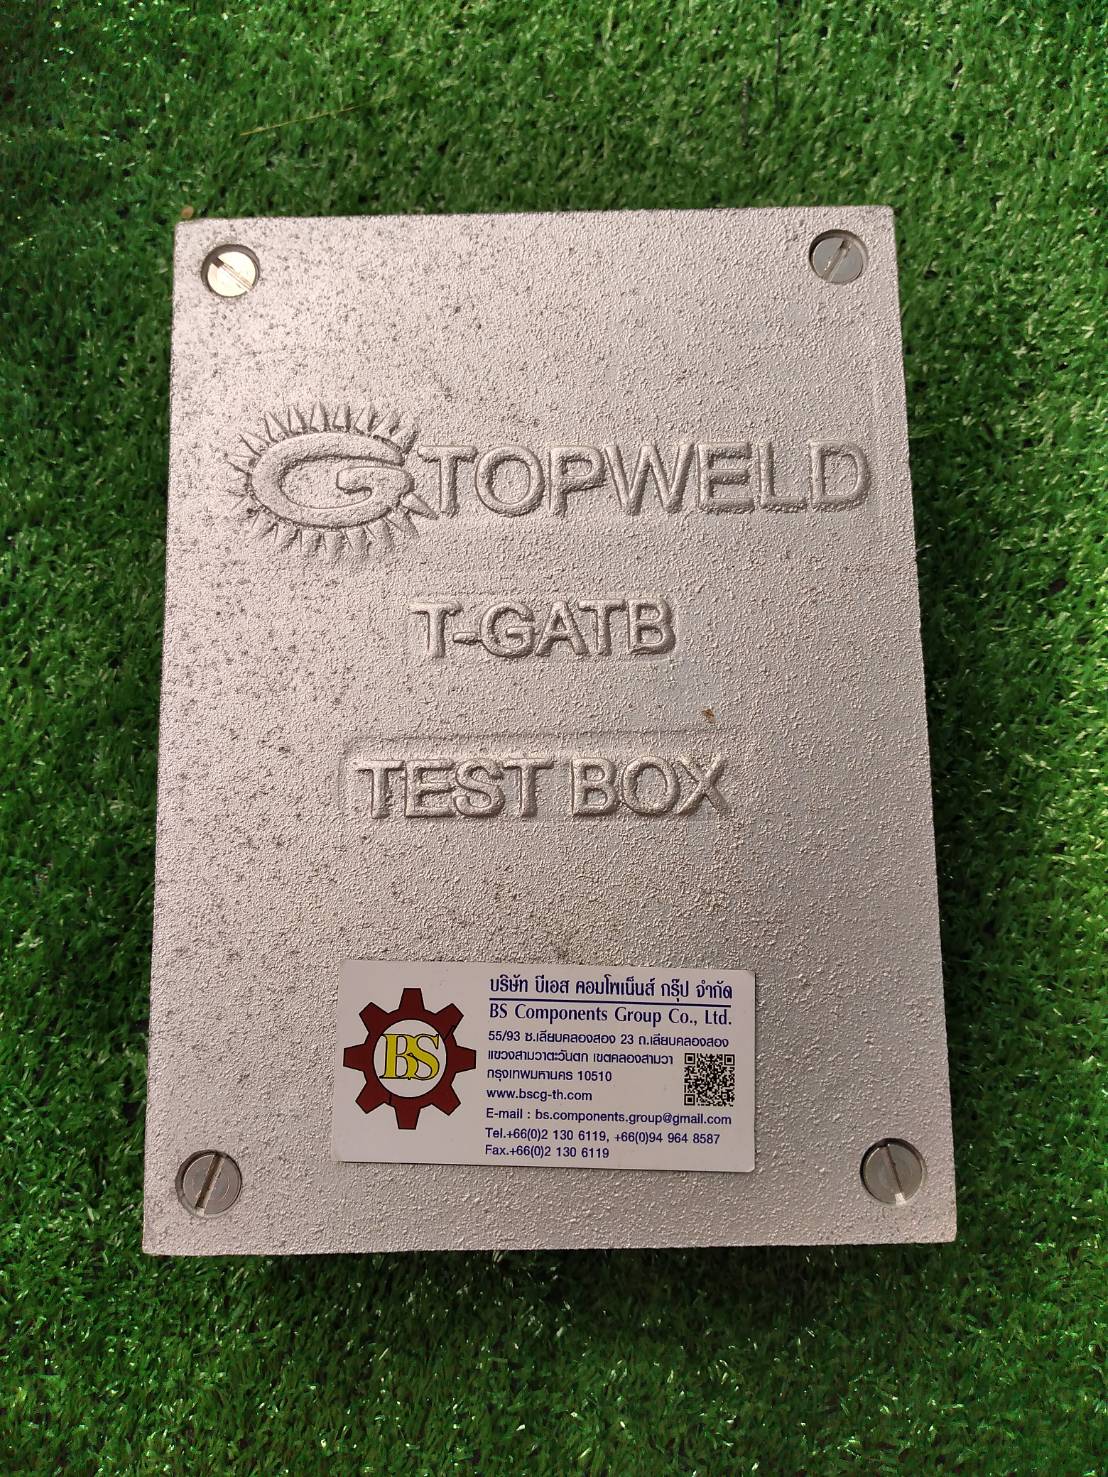 G TOPWELD
T-GATB
TEST BOX
BS
บริษัท บีเอส คอมโพเน็นส์ กรุ๊ป จำกัด
BS Components Group Co., Ltd.
55/93 ซ.เลียบคลองสอง 23 ถ.เลียบคลองสอง
แขวงสามวาตะวันตก เขตคลองสามวา
กรุงเทพมหานคร 10510
www.bscg-th.com
E-mail : bs.components.group@gmail.com
Tel.+66(0)2 130 6119, +66(0)94 964 8587
Fax.+66(0)2 130 6119